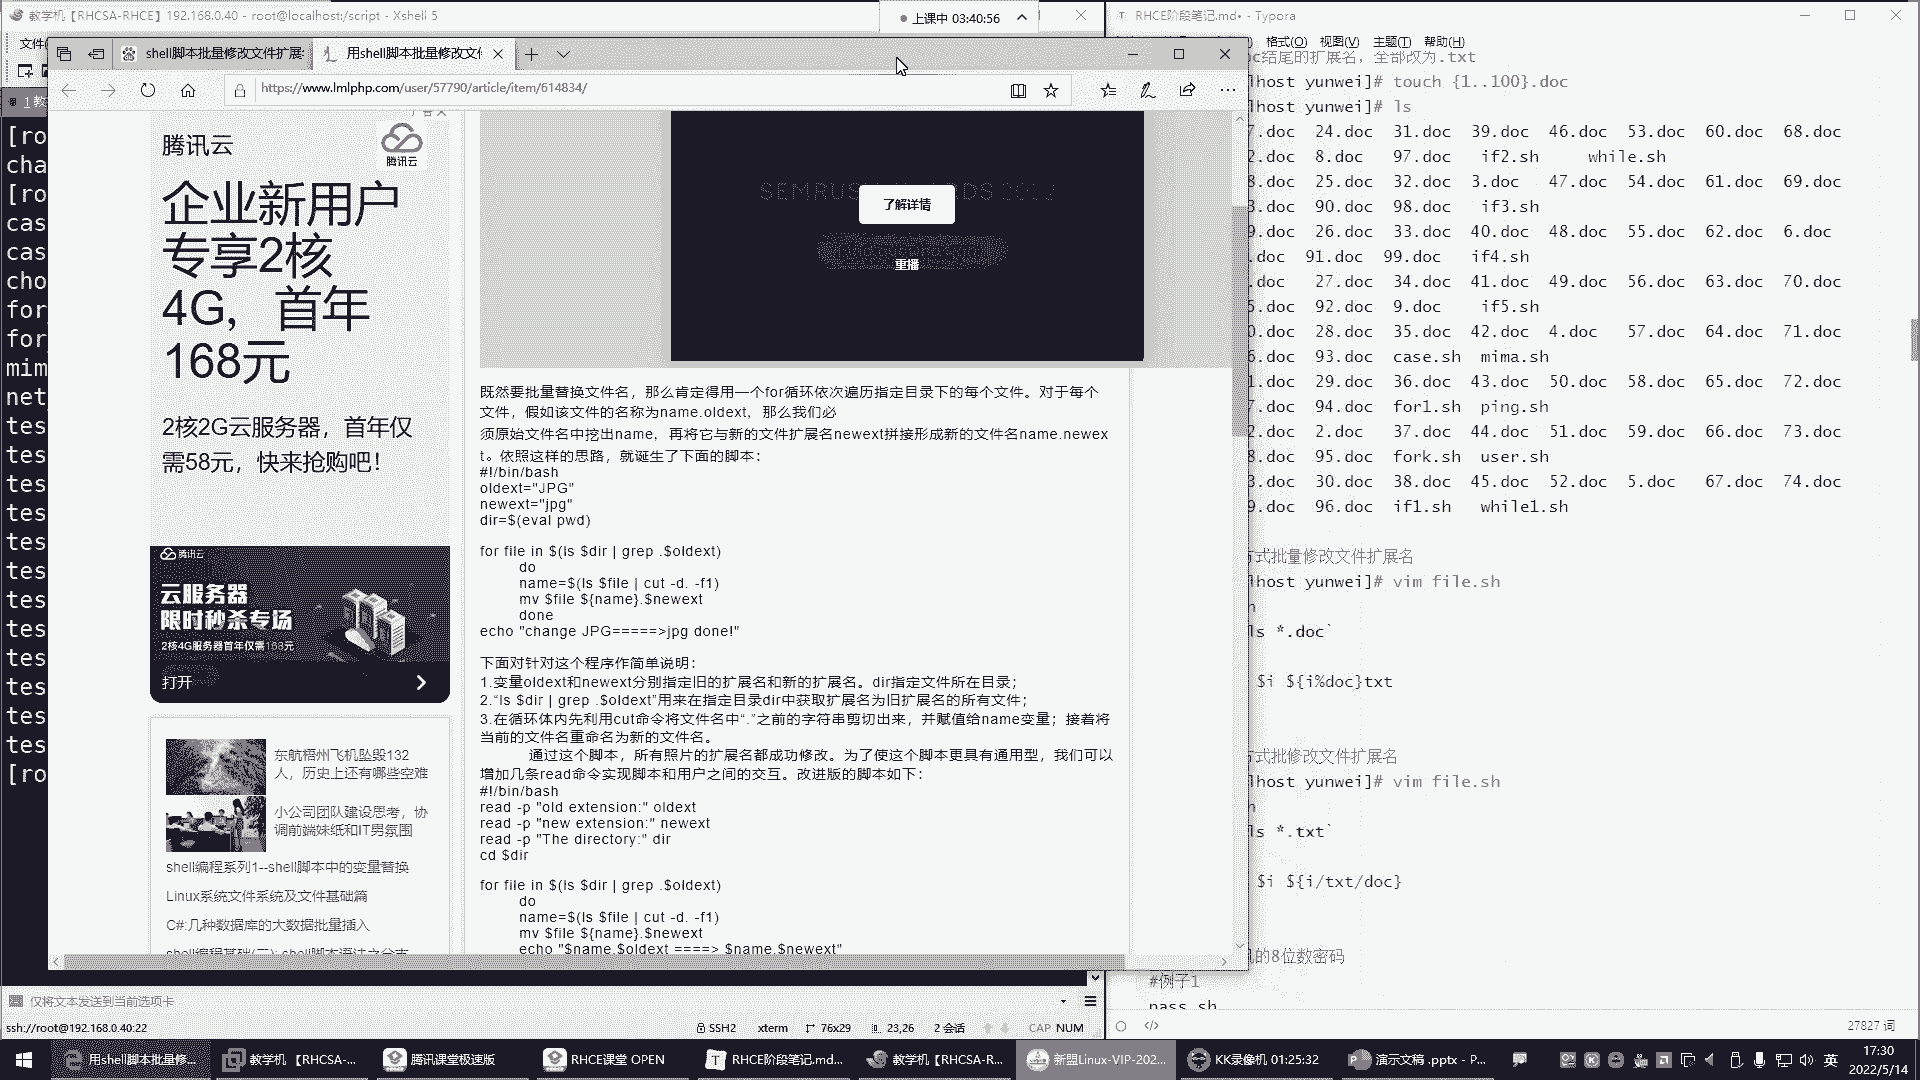 教学机【RHCSA-RHCE】192.168.0.40 - root@localhost:/script - Xshell 5
上课中 03:40:56
RHCE阶段笔记.md• - Typora
文件
格式(O) 视图(V) 主题(T) 帮助(H)
shell脚本批量修改文件扩展:
用shell脚本批量修改文件
https://www.lmlphp.com/user/57790/article/item/614834/
1 教
[ro
cha
[ro
cas
cas
cho
for
for
mim
net
tes
tes
tes
tes
tes
tes
tes
tes
tes
tes
tes
tes
[ro
广告
腾讯云
腾讯云
企业新用户
专享2核
4G，首年
168元
2核2G云服务器，首年仅
需58元，快来抢购吧！
腾讯云
云服务器
限时秒杀专场
2核4G服务器首年仅需168元
打开
东航梧州飞机坠毁132
人，历史上还有哪些空难
小公司团队建设思考，协
调前端妹纸和IT男氛围
shell编程系列1--shell脚本中的变量替换
Linux系统文件系统及文件基础篇
C#:几种数据库的大数据批量插入
了解详情
重播
既然要批量替换文件名，那么肯定得用一个for循环依次遍历指定目录下的每个文件。对于每个
文件，假如该文件的名称为name.oldext，那么我们必
须原始文件名中挖出name，再将它与新的文件扩展名newext拼接形成新的文件名name.newex
t。依照这样的思路，就诞生了下面的脚本：
#!/bin/bash
oldext="JPG"
newext="jpg"
dir=$(eval pwd)
for file in $(ls $dir | grep .$oldext)
do
name=$(ls $file | cut -d. -f1)
mv $file ${name}.$newext
done
echo "change JPG=====>jpg done!"
下面对针对这个程序作简单说明：
1.变量oldext和newext分别指定旧的扩展名和新的扩展名。dir指定文件所在目录；
2.“ls $dir | grep .$oldext”用来在指定目录dir中获取扩展名为旧扩展名的所有文件；
3.在循环体内先利用cut命令将文件名中“.”之前的字符串剪切出来，并赋值给name变量；接着将
当前的文件名重命名为新的文件名。
通过这个脚本，所有照片的扩展名都成功修改。为了使这个脚本更具有通用型，我们可以
增加几条read命令实现脚本和用户之间的交互。改进版的脚本如下：
#!/bin/bash
read -p "old extension:" oldext
read -p "new extension:" newext
read -p "The directory:" dir
cd $dir
for file in $(ls $dir | grep .$oldext)
do
name=$(ls $file | cut -d. -f1)
mv $file ${name}.$newext
echo "$name.$oldext ====> $name.$newext"
oc结尾的扩展名，全部改为.txt
lhost yunwei]# touch {1..100}.doc
lhost yunwei]# ls
7.doc 24.doc 31.doc 39.doc 46.doc 53.doc 60.doc 68.doc
2.doc 8.doc 97.doc if2.sh while.sh
8.doc 25.doc 32.doc 3.doc 47.doc 54.doc 61.doc 69.doc
3.doc 90.doc 98.doc if3.sh
9.doc 26.doc 33.doc 40.doc 48.doc 55.doc 62.doc 6.doc
.doc 91.doc 99.doc if4.sh
.doc 27.doc 34.doc 41.doc 49.doc 56.doc 63.doc 70.doc
5.doc 92.doc 9.doc if5.sh
0.doc 28.doc 35.doc 42.doc 4.doc 57.doc 64.doc 71.doc
6.doc 93.doc case.sh mima.sh
1.doc 29.doc 36.doc 43.doc 50.doc 58.doc 65.doc 72.doc
7.doc 94.doc for1.sh ping.sh
2.doc 2.doc 37.doc 44.doc 51.doc 59.doc 66.doc 73.doc
8.doc 95.doc fork.sh user.sh
3.doc 30.doc 38.doc 45.doc 52.doc 5.doc 67.doc 74.doc
9.doc 96.doc if1.sh while1.sh
方式批量修改文件扩展名
lhost yunwei]# vim file.sh
h
ls *.doc`
$i ${i%doc}txt
方式批修改文件扩展名
lhost yunwei]# vim file.sh
h
ls *.txt`
$i ${i/txt/doc}
机的8位数密码
#例子1
pass.sh
仅将文本发送到当前选项卡
ssh://root@192.168.0.40:22
SSH2 xterm 76x29 23,26 2 会话 CAP NUM
27827 词
用shell脚本批量修...
教学机 【RHCSA-...
腾讯课堂极速版
RHCE课堂 OPEN
RHCE阶段笔记.md...
教学机【RHCSA-R...
新盟Linux-VIP-202...
KK录像机 01:25:32
演示文稿 .pptx - P...
英
17:30
2022/5/14